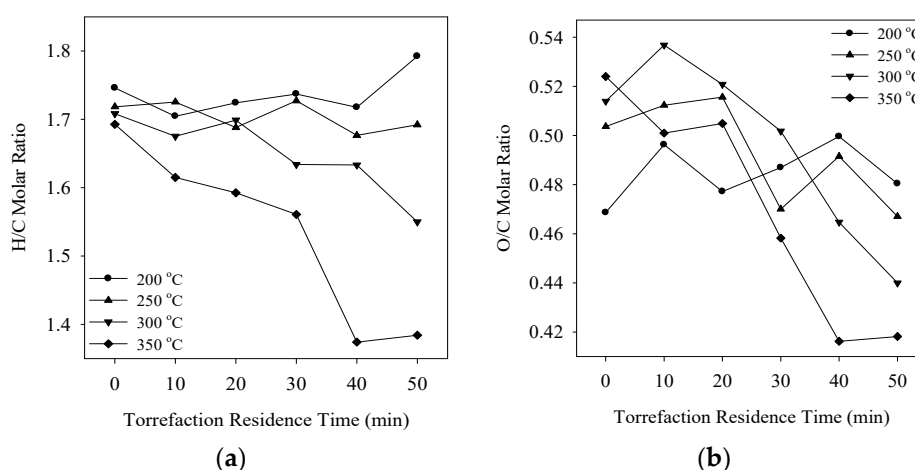 1.8
1.7
1.6
1.5
1.4
H/C Molar Ratio
200 °C
250 °C
300 °C
350 °C
0 10 20 30 40 50
Torrefaction Residence Time (min)
(a)
0.54
0.52
0.50
0.48
0.46
0.44
0.42
O/C Molar Ratio
200 °C
250 °C
300 °C
350 °C
0 10 20 30 40 50
Torrefaction Residence Time (min)
(b)